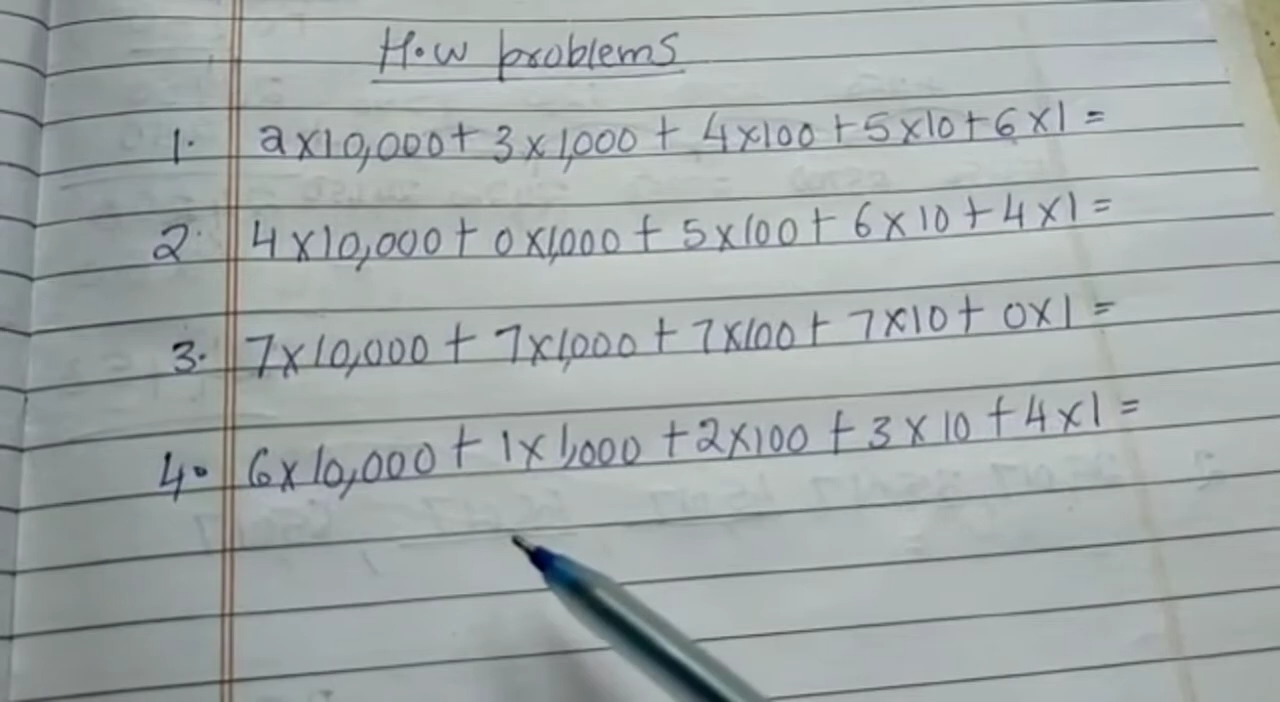 H.W problems
1. 2x10,000+ 3x1,000 + 4x100 +5x10+6x1 =
2. 4x10,000+ 0x1,000 + 5x100+ 6x10+4x1=
3. 7x10,000 + 7x1,000 + 7x100+ 7x10+ 0x1 =
4. 6x10,000 + 1x1,000 +2x100 +3x10 +4x1 =